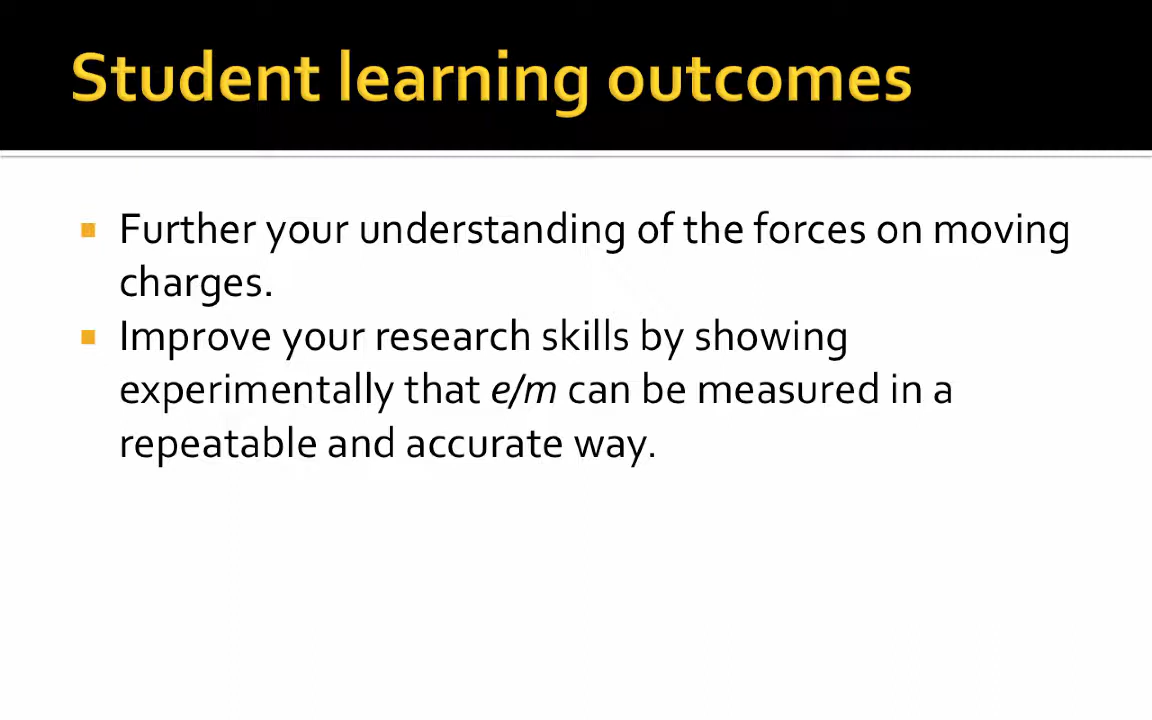 Student learning outcomes
Further your understanding of the forces on moving
charges.
Improve your research skills by showing
experimentally that e/m can be measured in a
repeatable and accurate way.